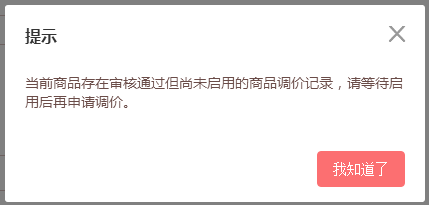 提示
当前商品存在审核通过但尚未启用的商品调价记录，请等待启
用后再申请调价。
我知道了